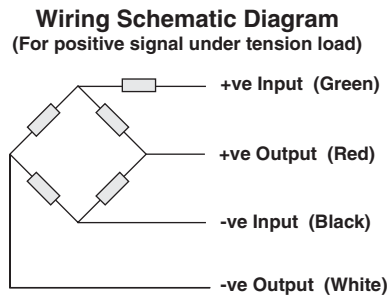 Wiring Schematic Diagram
(For positive signal under tension load)
+ve Input (Green)
+ve Output (Red)
-ve Input (Black)
-ve Output (White)